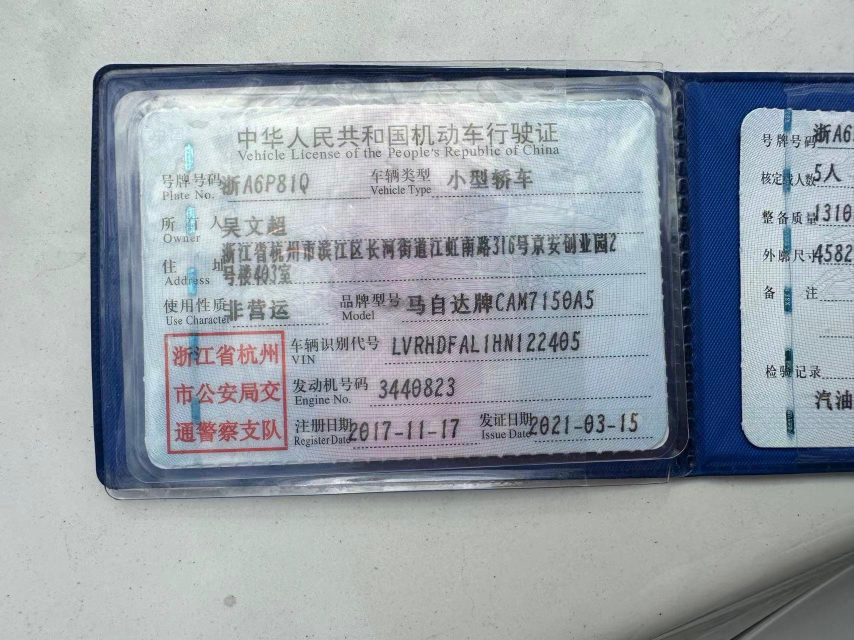 中华人民共和国机动车行驶证
Vehicle License of the People's Republic of China
号牌号码 浙A6P81Q 车辆类型 小型轿车
Plate No. Vehicle Type
所有人 吴文超
Owner
浙江省杭州市滨江区长河街道江虹南路316号京安创业园2
住址 号楼403室
Address
使用性质 非营运 品牌型号 马自达牌CAM7150A5
Use Character Model
浙江省杭州
市公安局交
通警察支队
车辆识别代号 LVRHDFAL1HN122405
VIN
发动机号码 3440823
Engine No.
注册日期 2017-11-17 发证日期 2021-03-15
Register Date Issue Date
号牌号码 浙A6
核定载人数 5人
整备质量 1310
外廓尺寸 4582
备注
检验记录
汽油